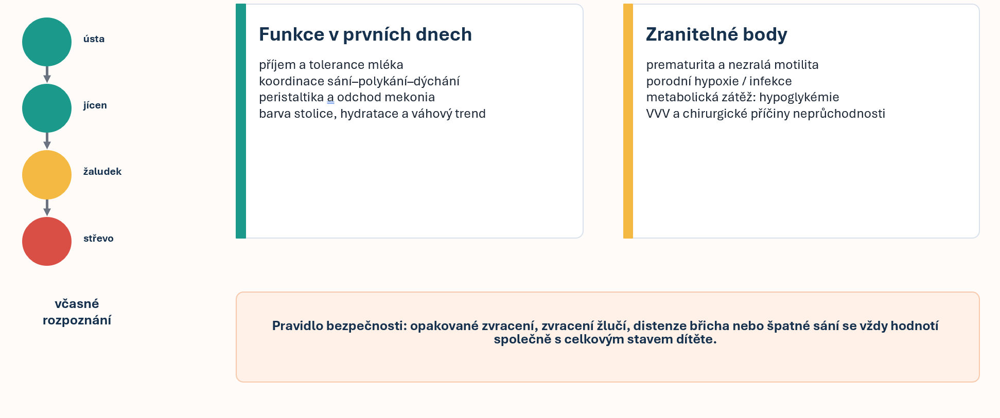 ústa
jícen
žaludek
střevo
včasné
rozpoznání
Funkce v prvních dnech
příjem a tolerance mléka
koordinace sání–polykání–dýchání
peristaltika a odchod mekonia
barva stolice, hydratace a váhový trend
Zranitelné body
prematurita a nezralá motilita
porodní hypoxie / infekce
metabolická zátěž: hypoglykémie
VVV a chirurgické příčiny neprůchodnosti
Pravidlo bezpečnosti: opakované zvracení, zvracení žlučí, distenze břicha nebo špatné sání se vždy hodnotí
společně s celkovým stavem dítěte.